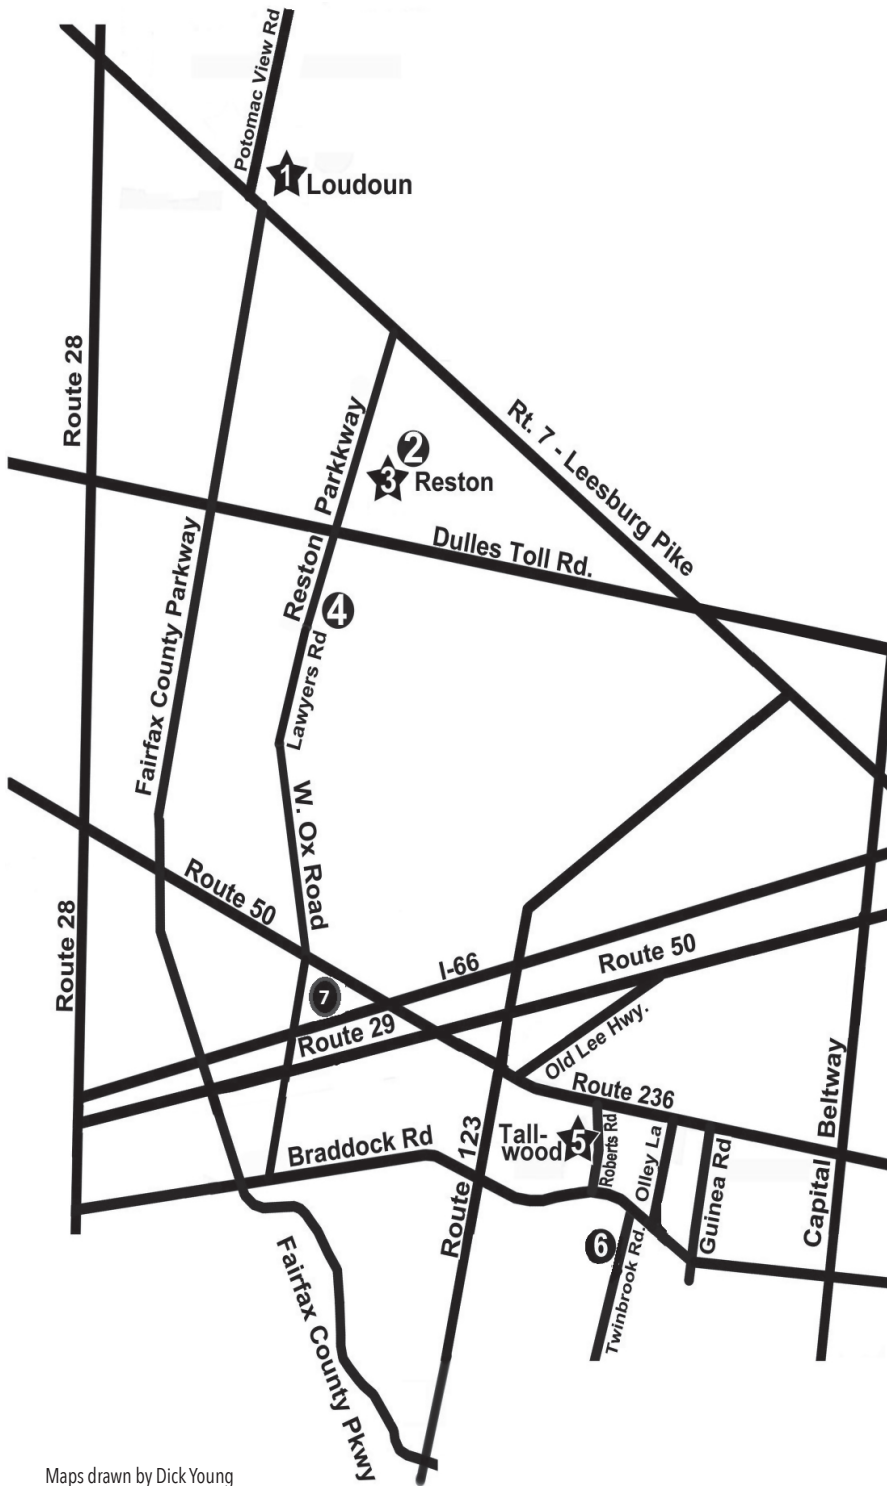 Potomac View Rd
1 Loudoun
Route 28
Rt. 7 - Leesburg Pike
Reston Parkkway
2
3 Reston
Dulles Toll Rd.
Fairfax County Parkway
4
Lawyers Rd
W. Ox Road
Route 50
Route 28
I-66
Route 50
7
Route 29
Old Lee Hwy.
Route 236
Braddock Rd
Route 123
Tall-
wood 5
Roberts Rd
Olley La
Guinea Rd
Capital Beltway
6
Twinbrook Rd.
Fairfax County Pkwy
Maps drawn by Dick Young